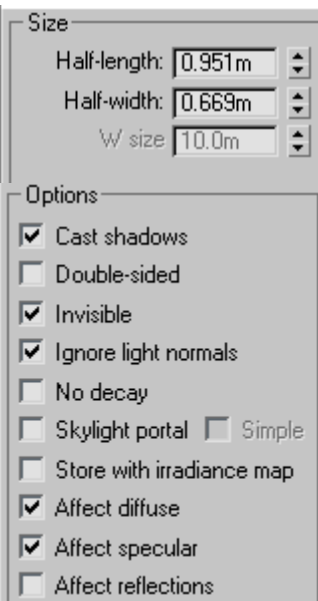 Size
Half-length: 0.951m
Half-width: 0.669m
W size 10.0m
Options
Cast shadows
Double-sided
Invisible
Ignore light normals
No decay
Skylight portal Simple
Store with irradiance map
Affect diffuse
Affect specular
Affect reflections